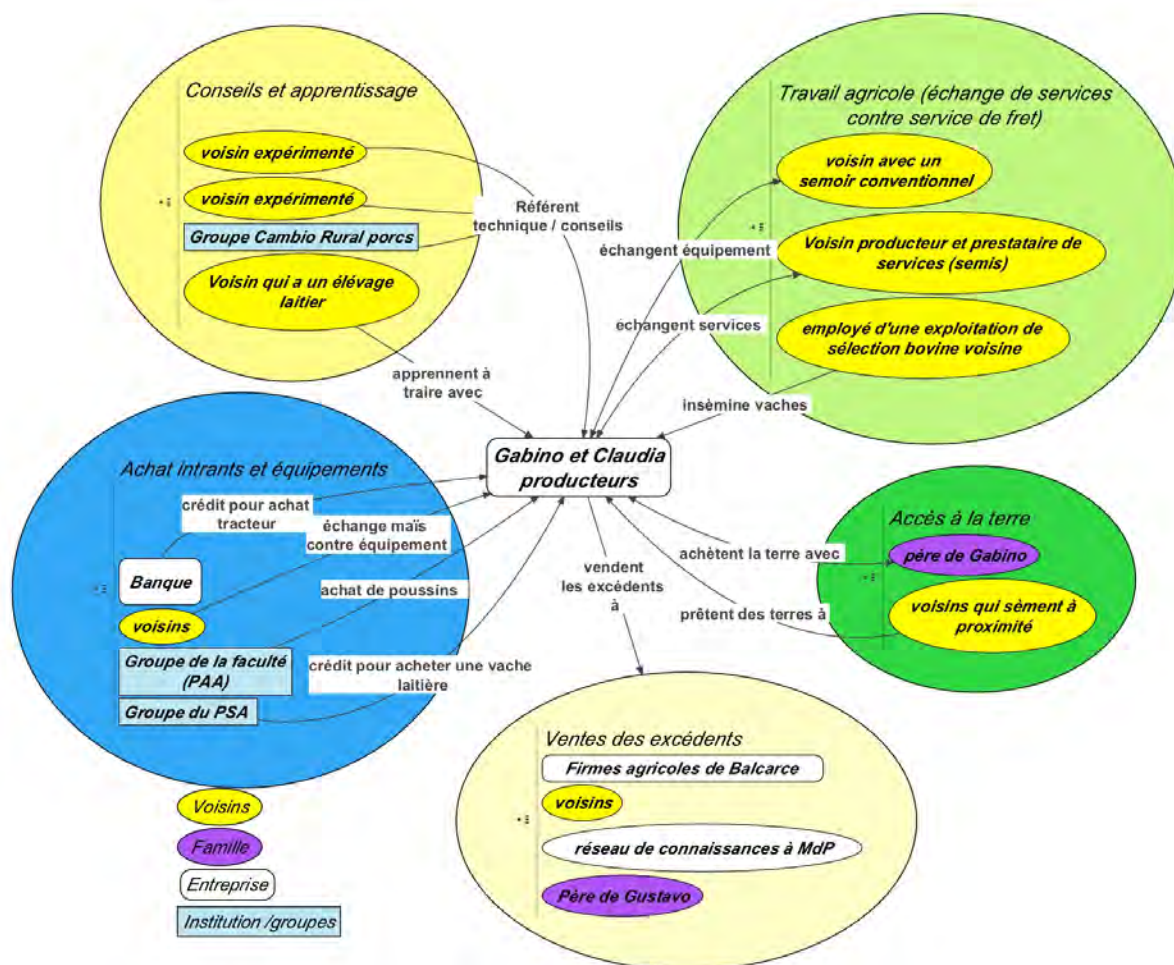 Conseils et apprentissage
voisin expérimenté
voisin expérimenté
Groupe Cambio Rural porcs
Voisin qui a un élévage
laitier
Référent
technique / conseils
apprennent à
traire avec
Travail agricole (échange de services
contre service de fret)
voisin avec un
semoir conventionnel
Voisin producteur et prestataire de
services (semis)
employé d'une exploitation de
sélection bovine voisine
échangent équipement
échangent services
insèmine vaches
Gabino et Claudia
producteurs
Achat intrants et équipements
crédit pour achat
tracteur
échange maïs
contre équipement
Banque
achat de poussins
voisins
Groupe de la faculté
(PAA)
Groupe du PSA
crédit pour acheter une vache
laitière
vendent
les excédents
à
Accès à la terre
achètent la terre avec
père de Gabino
prêtent des terres à
voisins qui sèment à
proximité
Ventes des excédents
Firmes agricoles de Balcarce
voisins
réseau de connaissances à MdP
Père de Gustavo
Voisins
Famille
Entreprise
Institution /groupes